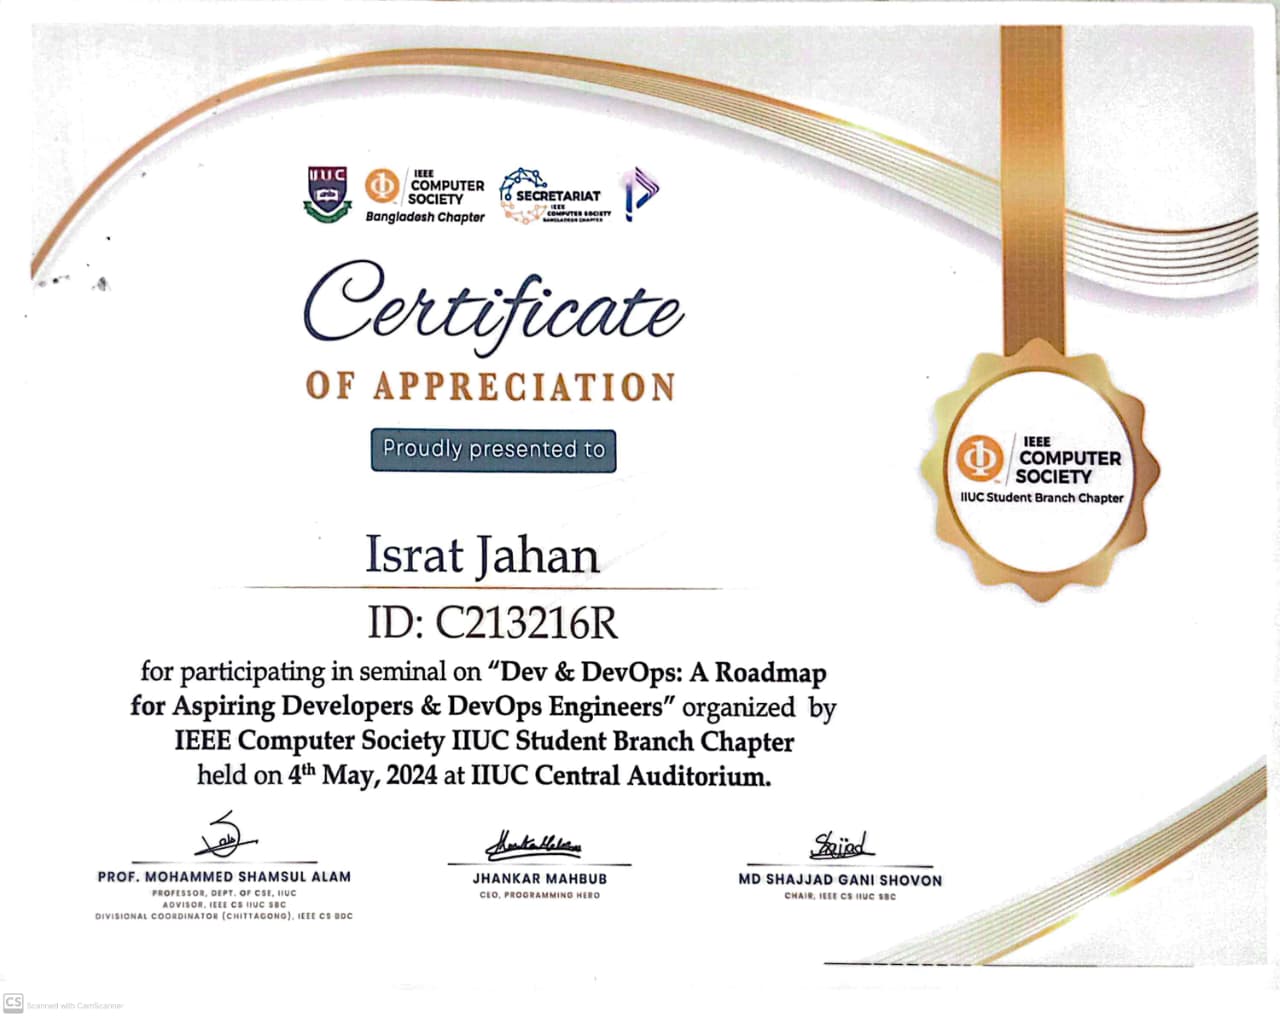 IIUC
IEEE
COMPUTER
SOCIETY
Bangladesh Chapter
SECRETARIAT
IEEE
COMPUTER SOCIETY
BANGLADESH CHAPTER
Certificate
OF APPRECIATION
Proudly presented to
IEEE
COMPUTER
SOCIETY
IIUC Student Branch Chapter
Israt Jahan
ID: C213216R
for participating in seminal on “Dev & DevOps: A Roadmap
for Aspiring Developers & DevOps Engineers” organized by
IEEE Computer Society IIUC Student Branch Chapter
held on 4th May, 2024 at IIUC Central Auditorium.
PROF. MOHAMMED SHAMSUL ALAM
PROFESSOR, DEPT. OF CSE, IIUC
ADVISOR, IEEE CS IIUC SBC
DIVISIONAL COORDINATOR (CHITTAGONG), IEEE CS BDC
JHANKAR MAHBUB
CEO, PROGRAMMING HERO
Shajjad
MD SHAJJAD GANI SHOVON
CHAIR, IEEE CS IIUC SBC
CS Scanned with CamScanner